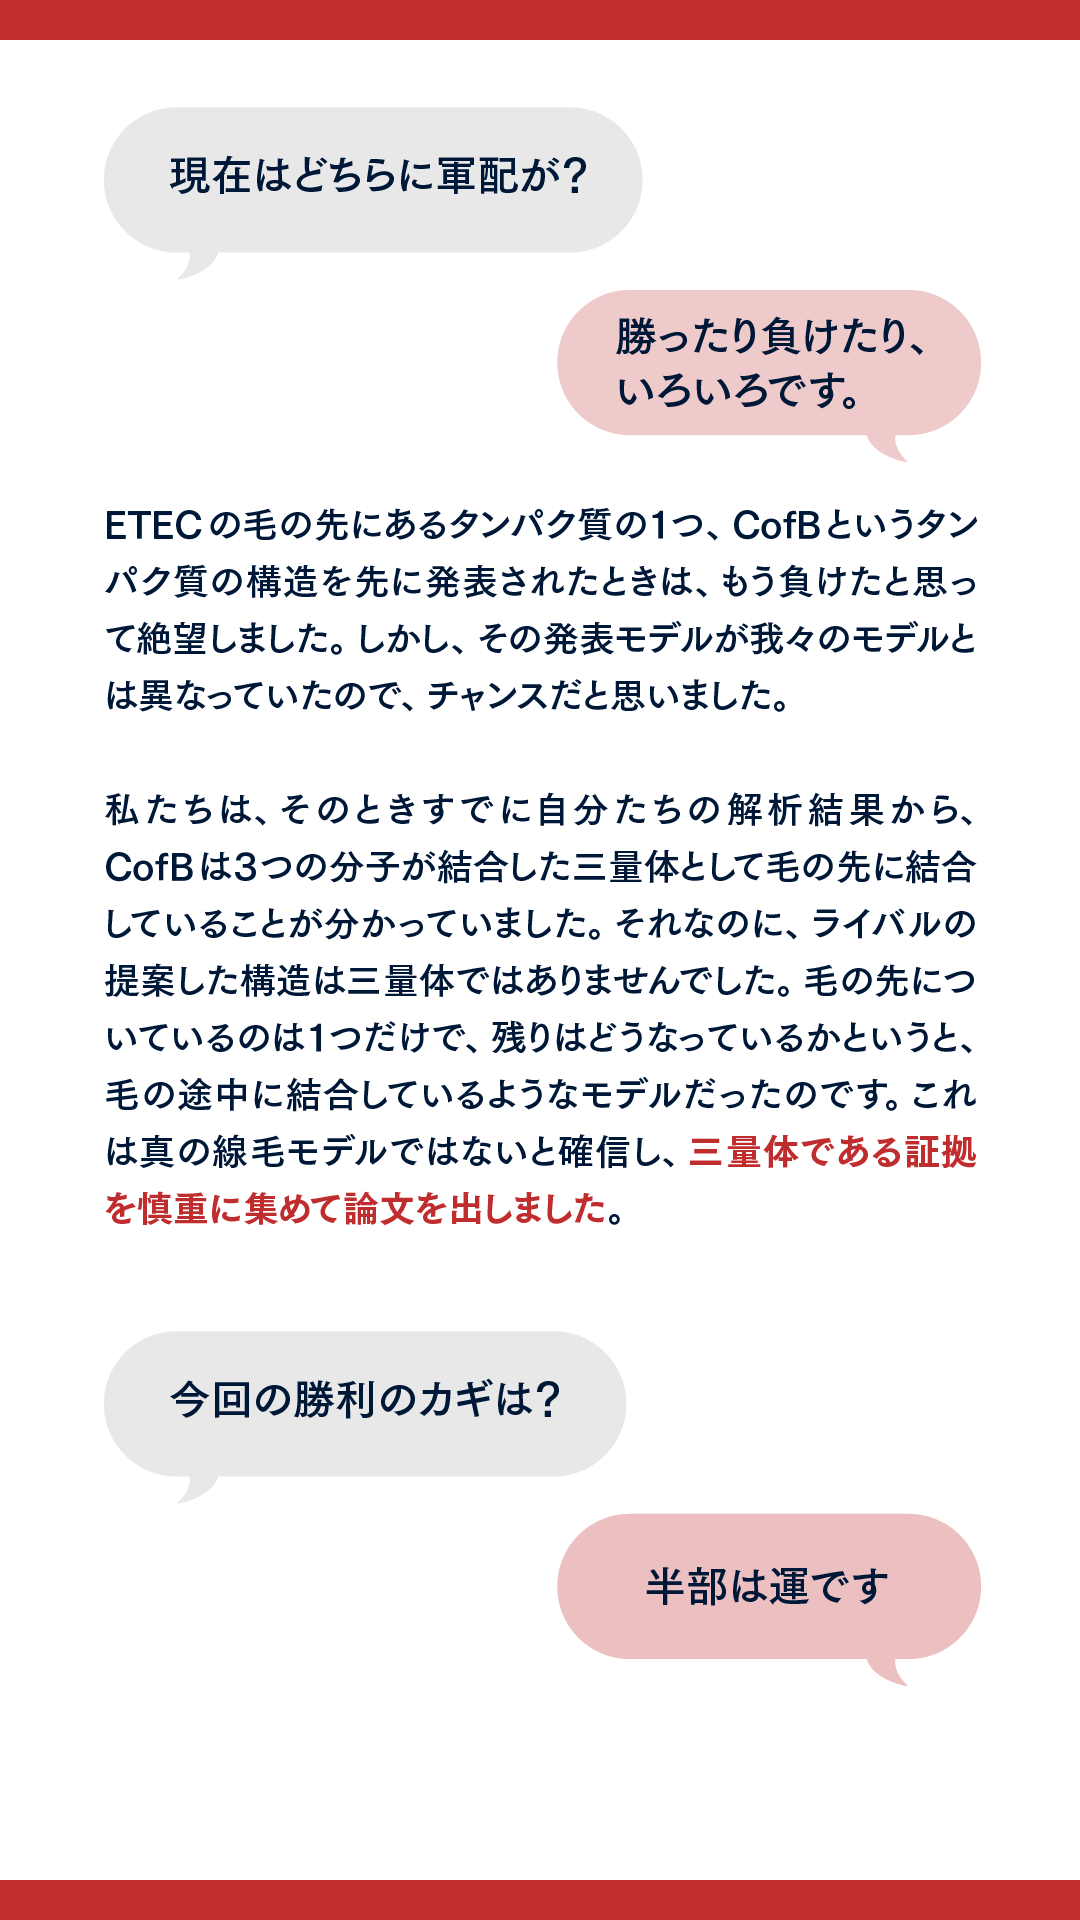 現在はどちらに軍配が？
勝ったり負けたり、
いろいろです。
ETECの毛の先にあるタンパク質の1つ、CofBというタン
パク質の構造を先に発表されたときは、もう負けたと思っ
て絶望しました。しかし、その発表モデルが我々のモデルと
は異なっていたので、チャンスだと思いました。
私たちは、そのときすでに自分たちの解析結果から、
CofBは3つの分子が結合した三量体として毛の先に結合
していることが分かっていました。それなのに、ライバルの
提案した構造は三量体ではありませんでした。毛の先につ
いているのは1つだけで、残りはどうなっているかというと、
毛の途中に結合しているようなモデルだったのです。これ
は真の線毛モデルではないと確信し、三量体である証拠
を慎重に集めて論文を出しました。
今回の勝利のカギは？
半部は運です